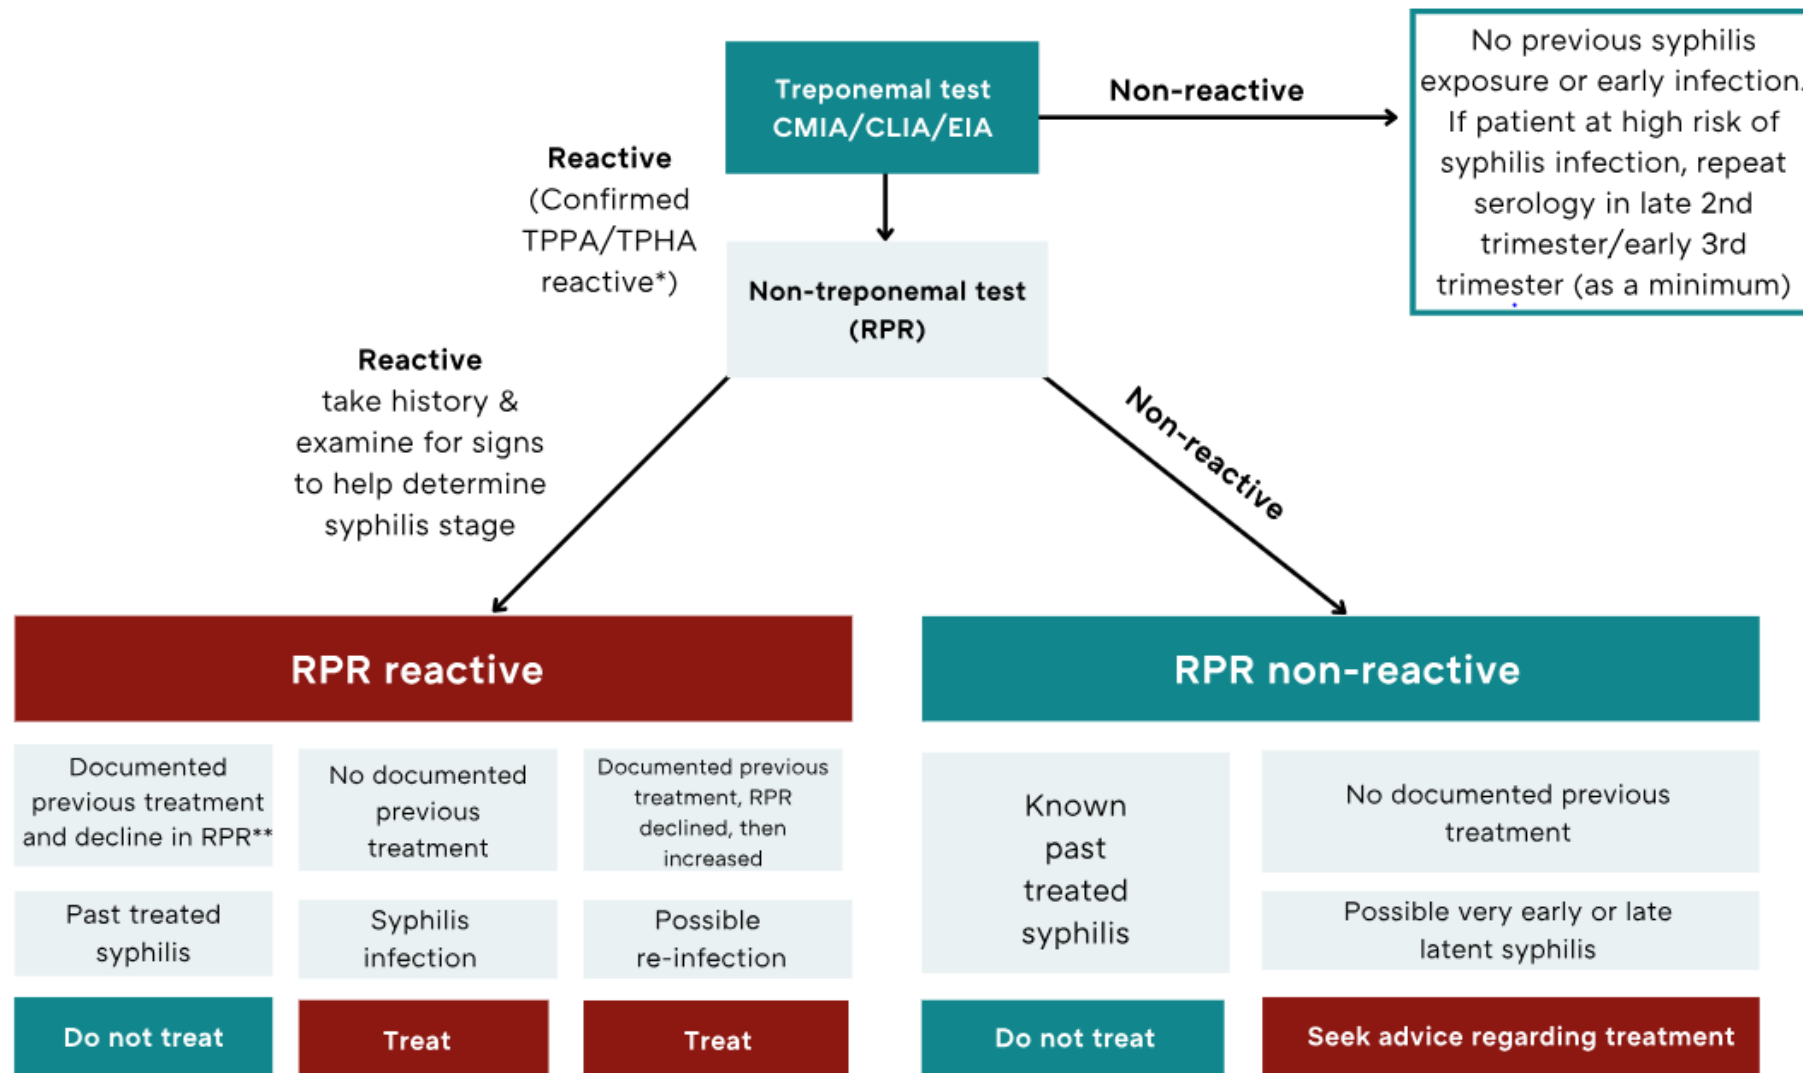 Treponemal test
CMIA/CLIA/EIA
Non-reactive
No previous syphilis
exposure or early infection.
If patient at high risk of
syphilis infection, repeat
serology in late 2nd
trimester/early 3rd
trimester (as a minimum)
Reactive
(Confirmed
TPPA/TPHA
reactive*)
Non-treponemal test
(RPR)
Reactive
take history &
examine for signs
to help determine
syphilis stage
Non-reactive
RPR reactive
Documented
previous treatment
and decline in RPR**
No documented
previous
treatment
Documented previous
treatment, RPR
declined, then
increased
Past treated
syphilis
Syphilis
infection
Possible
re-infection
Do not treat
Treat
Treat
RPR non-reactive
Known
past
treated
syphilis
No documented previous
treatment
Possible very early or late
latent syphilis
Do not treat
Seek advice regarding treatment